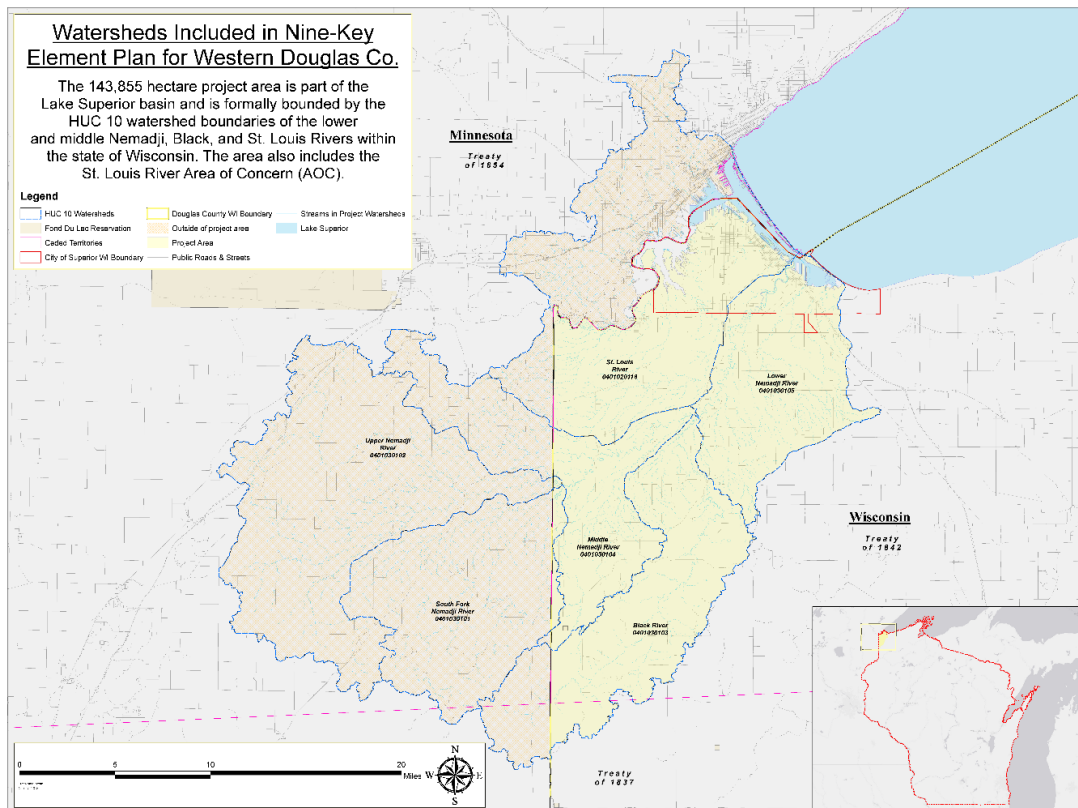 Watersheds Included in Nine-Key
Element Plan for Western Douglas Co.
The 143,855 hectare project area is part of the
Lake Superior basin and is formally bounded by the
HUC 10 watershed boundaries of the lower
and middle Nemadji, Black, and St. Louis Rivers within
the state of Wisconsin. The area also includes the
St. Louis River Area of Concern (AOC).
Legend
HUC 10 Watersheds
Douglas County WI Boundary
Streams in Project Watersheds
Fond Du Lac Reservation
Outside of project area
Lake Superior
Ceded Territories
Project Area
City of Superior WI Boundary
Public Roads & Streets
Minnesota
Treaty
of 1854
St. Louis
River
0401020116
Lower
Nemadji River
0401030105
Upper Nemadji
River
0401030102
Wisconsin
Treaty
of 1842
Middle
Nemadji River
0401030104
South Fork
Nemadji River
0401030101
Black River
0401030103
Treaty
of 1837
0 5 10 20
Miles
N
W E
S